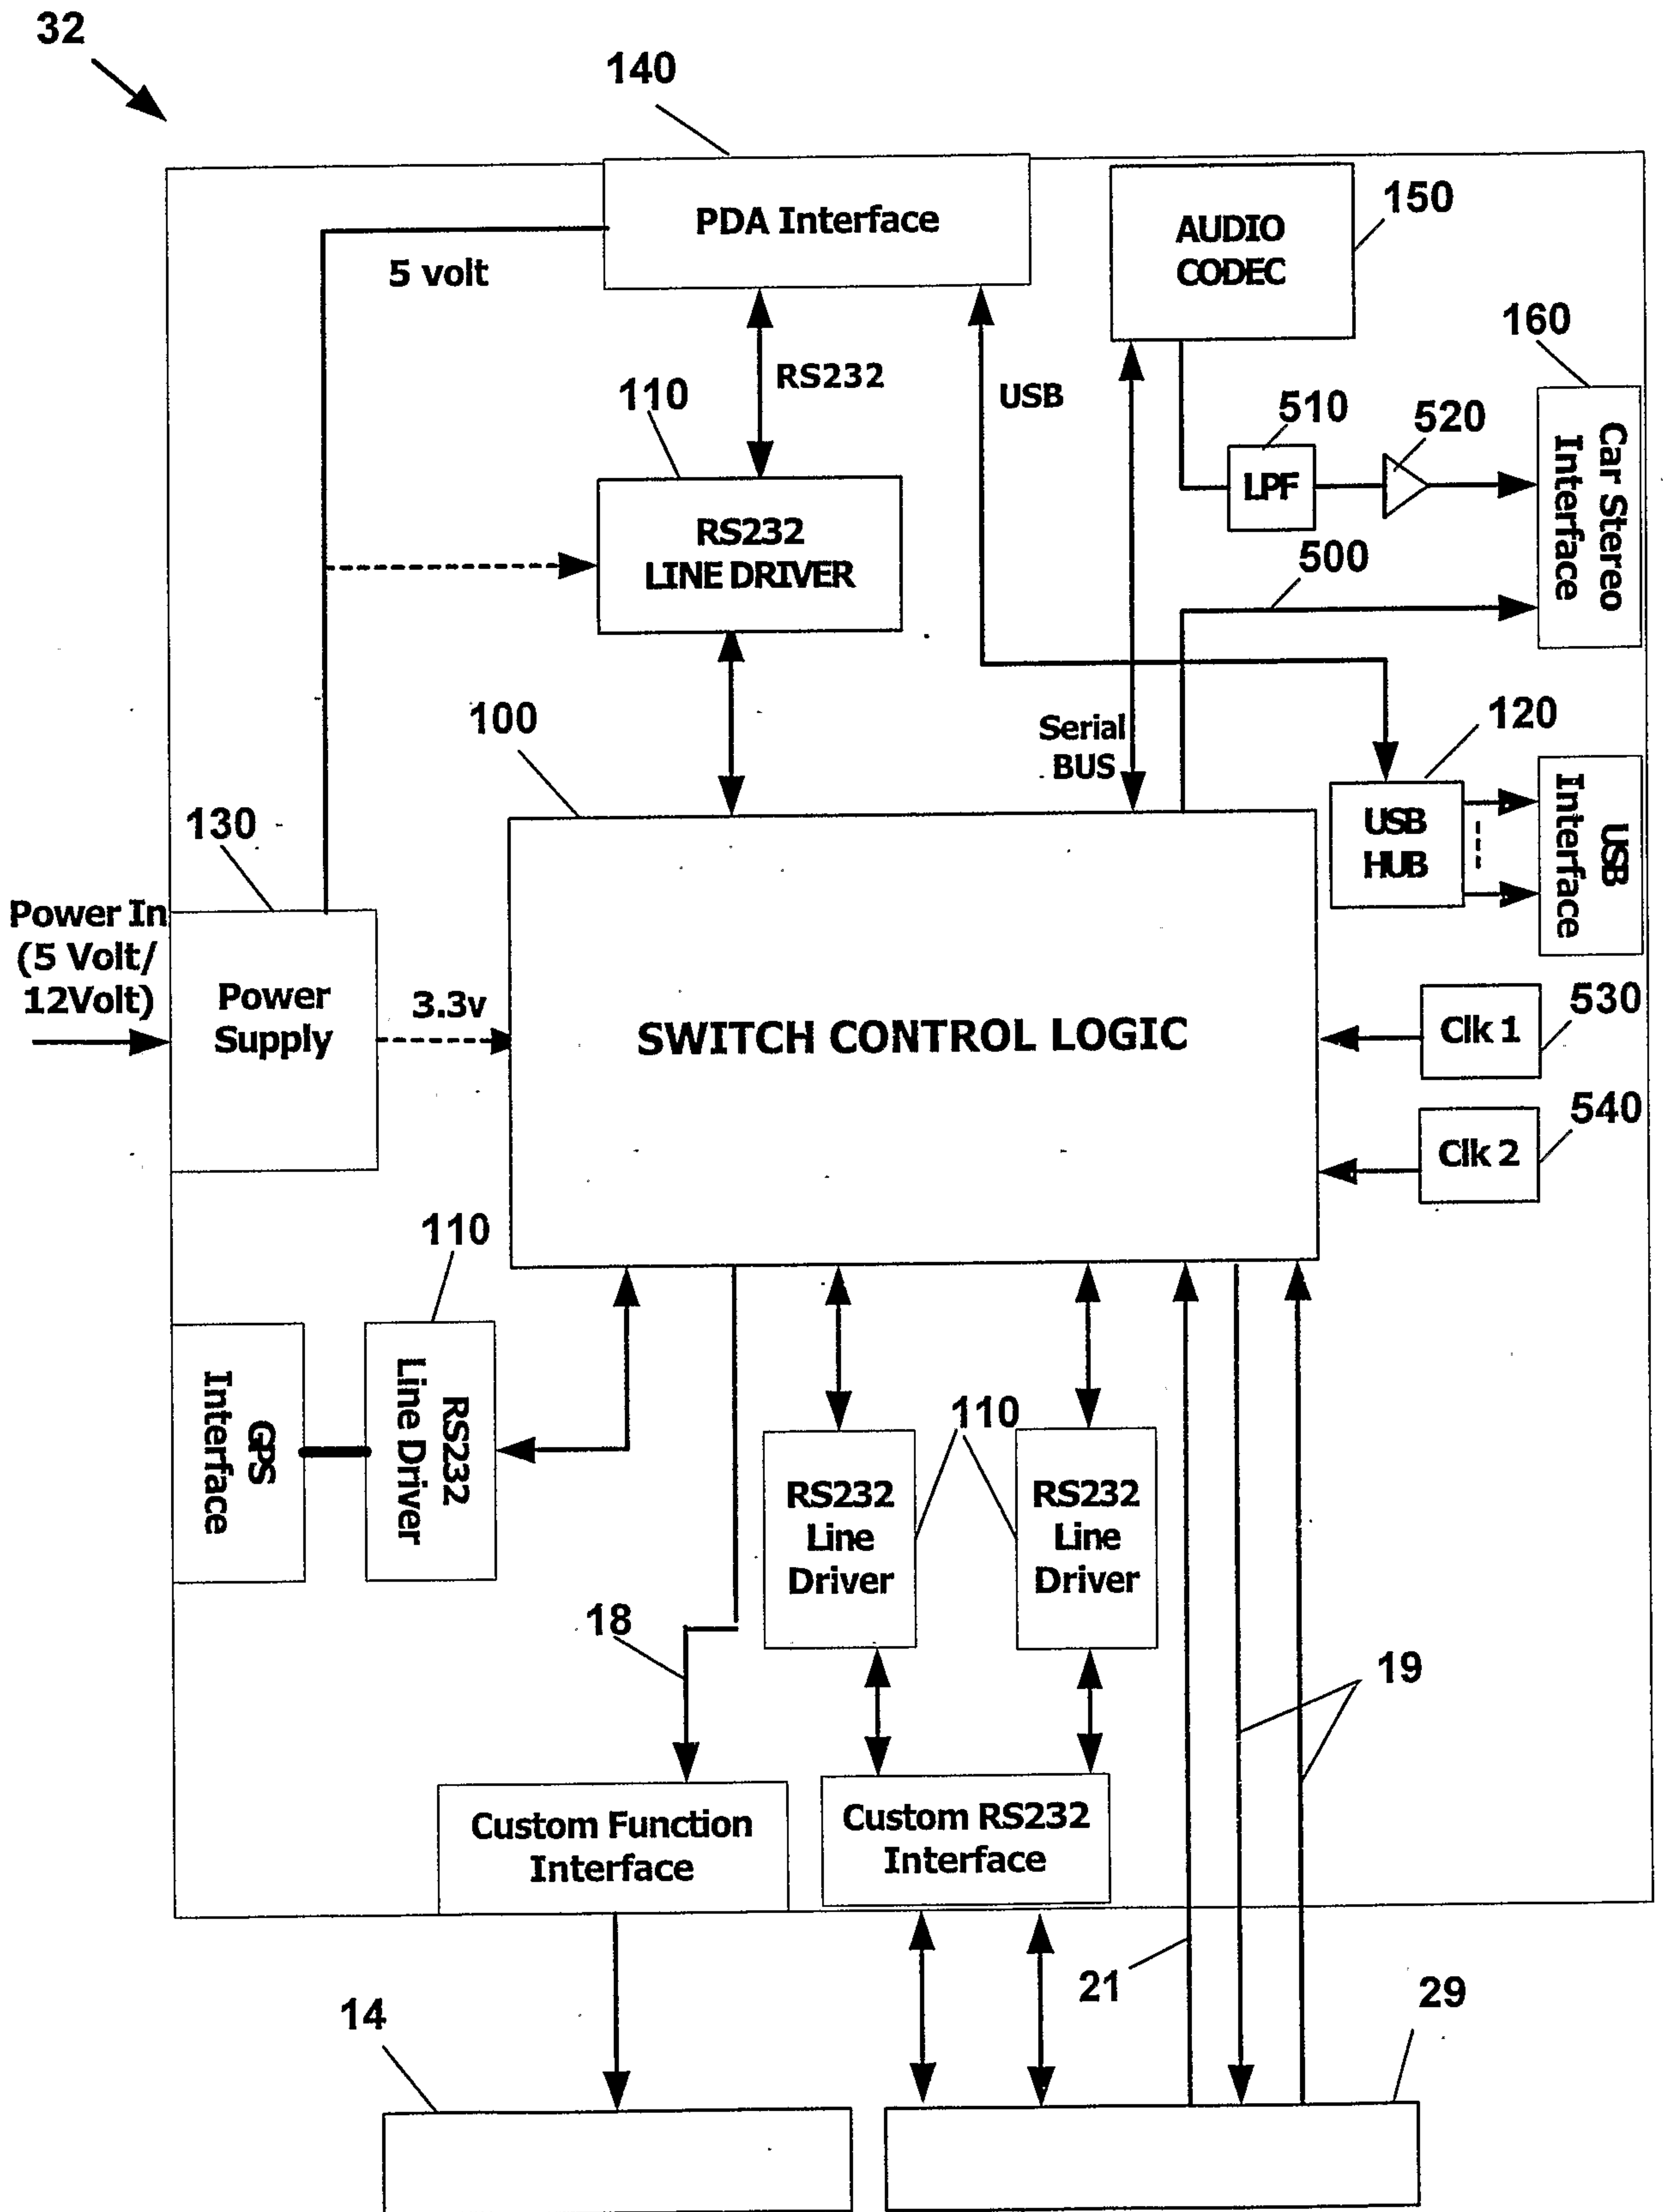 32
140
PDA Interface
5 volt
AUDIO
CODEC
150
160
RS232
USB
110
510
520
LPF
Car Stereo
Interface
RS232
LINE DRIVER
500
100
Serial
BUS
120
USB
HUB
USB
Interface
130
Power In
(5 Volt/
12Volt)
Power
Supply
3.3v
SWITCH CONTROL LOGIC
Clk 1
530
Clk 2
540
110
GPS
Interface
RS232
Line Driver
110
RS232
Line
Driver
RS232
Line
Driver
18
19
Custom Function
Interface
Custom RS232
Interface
21
29
14